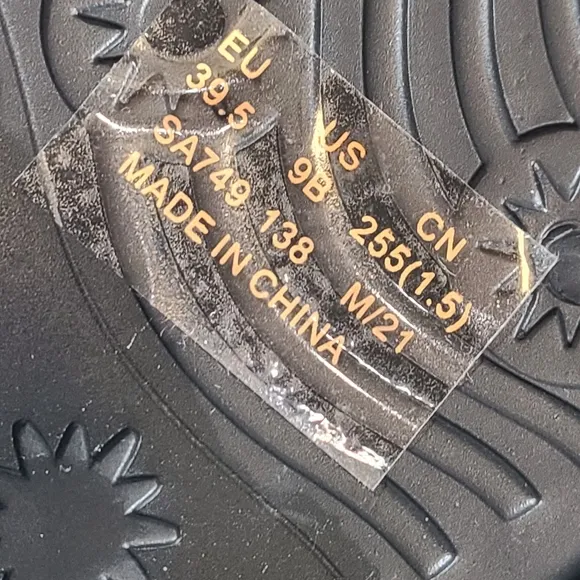 EU US CN
39.5 9B 255(1.5)
SA749 138 M/21
MADE IN CHINA